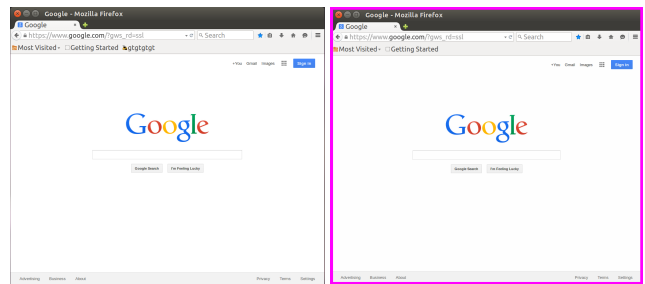 Google - Mozilla Firefox
Google
https://www.google.com/?gws_rd=ssl
Search
Most Visited
Getting Started
gtgtgtgt
+You Gmail Images
Sign in
Google
Google Search
I'm Feeling Lucky
Advertising Business About
Privacy Terms Settings
Google - Mozilla Firefox
Google
https://www.google.com/?gws_rd=ssl
Search
Most Visited
Getting Started
+You Gmail Images
Sign in
Google
Google Search
I'm Feeling Lucky
Advertising Business About
Privacy Terms Settings